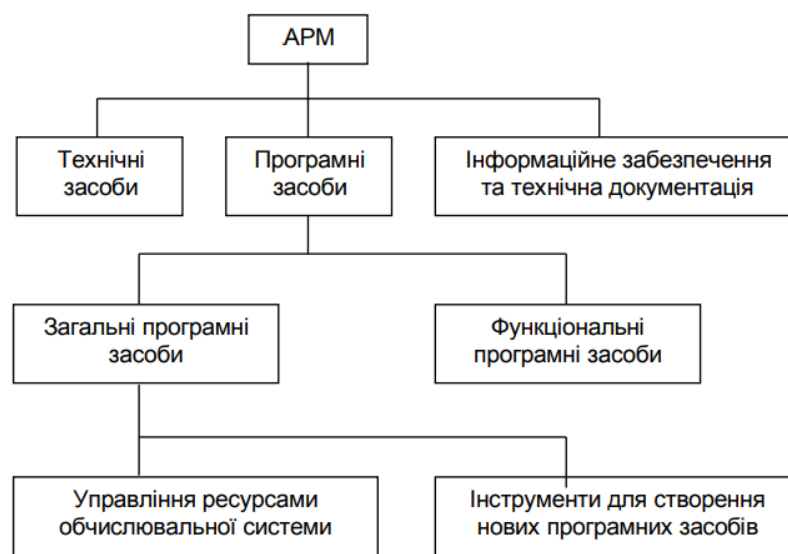 АРМ
Технічні
засоби
Програмні
засоби
Інформаційне забезпечення
та технічна документація
Загальні програмні
засоби
Функціональні
програмні засоби
Управління ресурсами
обчислювальної системи
Інструменти для створення
нових програмних засобів